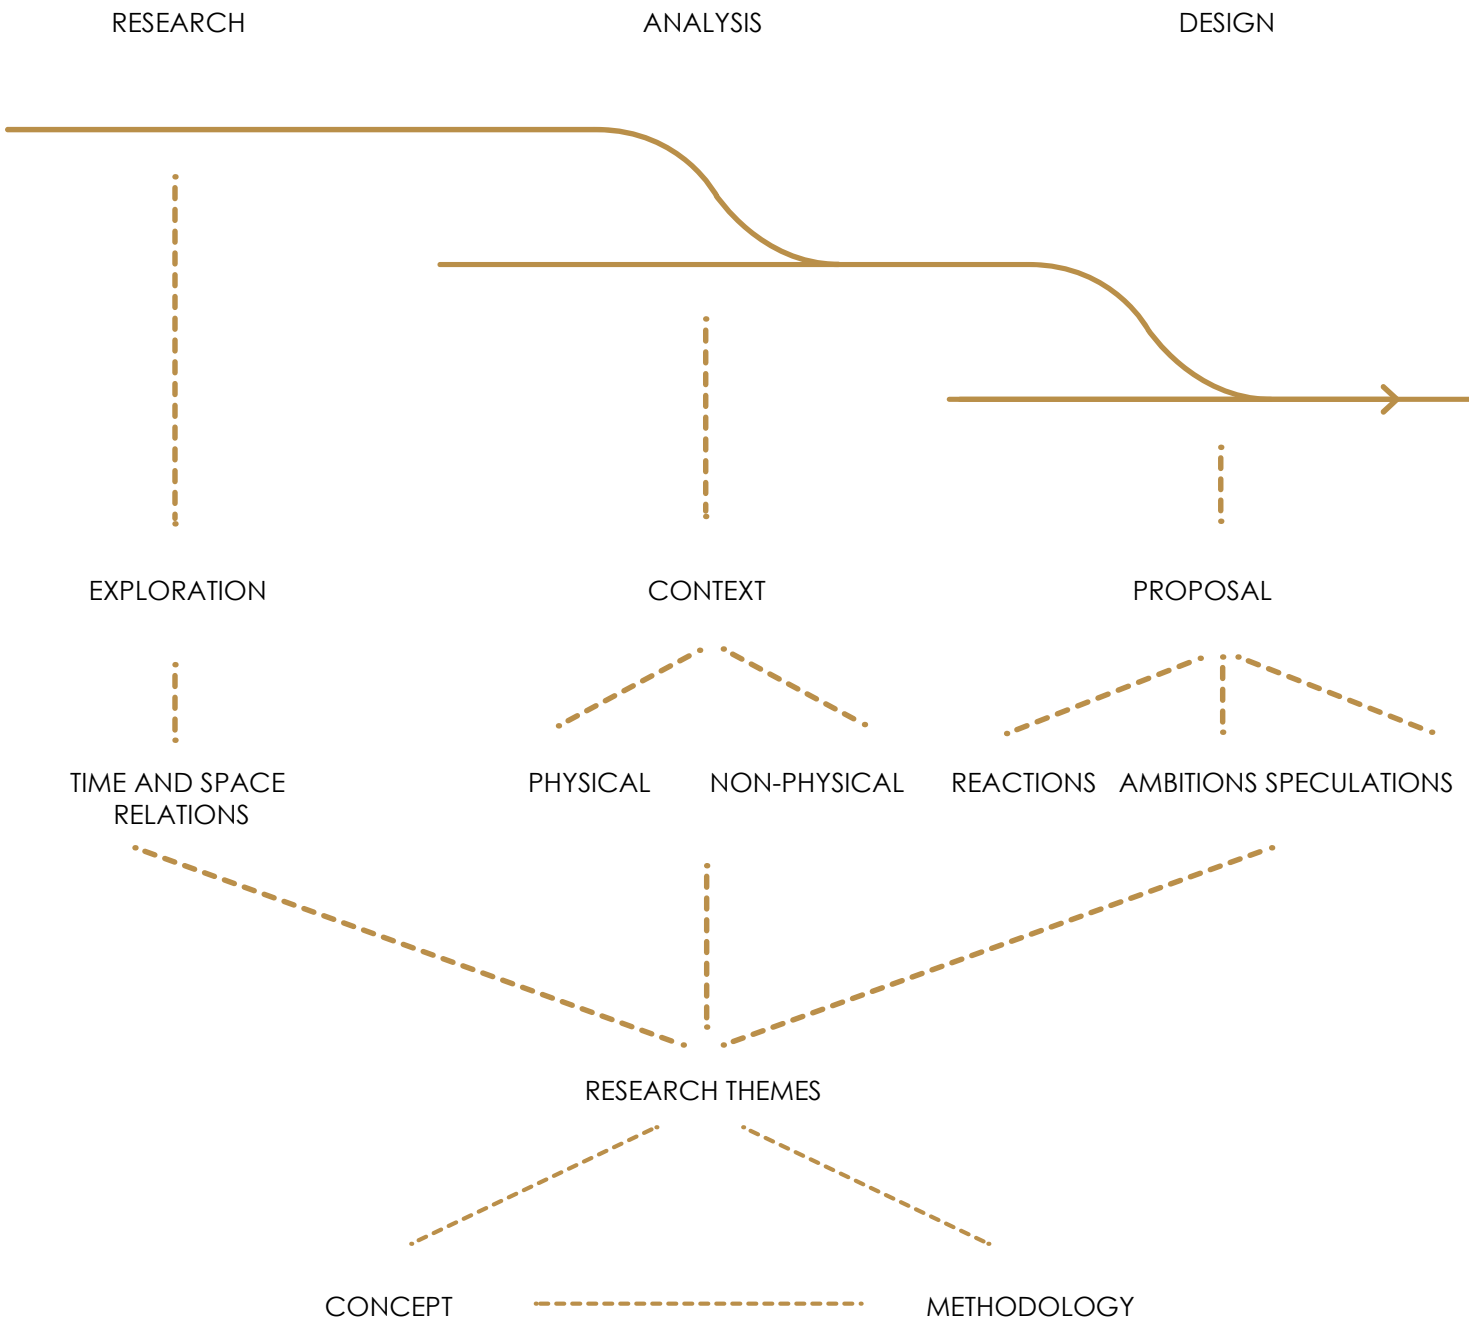 RESEARCH
ANALYSIS
DESIGN
EXPLORATION
CONTEXT
PROPOSAL
TIME AND SPACE
RELATIONS
PHYSICAL
NON-PHYSICAL
REACTIONS
AMBITIONS
SPECULATIONS
RESEARCH THEMES
CONCEPT
METHODOLOGY